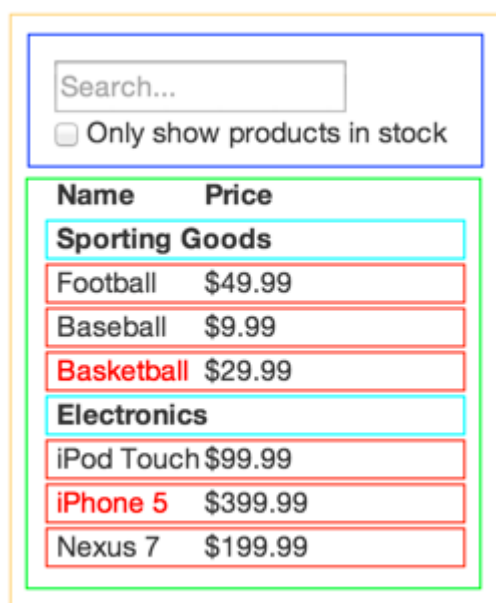 Search...
Only show products in stock
Name Price
Sporting Goods
Football $49.99
Baseball $9.99
Basketball $29.99
Electronics
iPod Touch $99.99
iPhone 5 $399.99
Nexus 7 $199.99